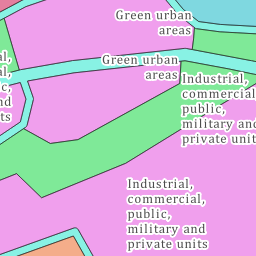 Green urban
areas
Green urban
areas
Industrial,
commercial,
public,
military and
private units
Industrial,
commercial,
public,
military and
private units